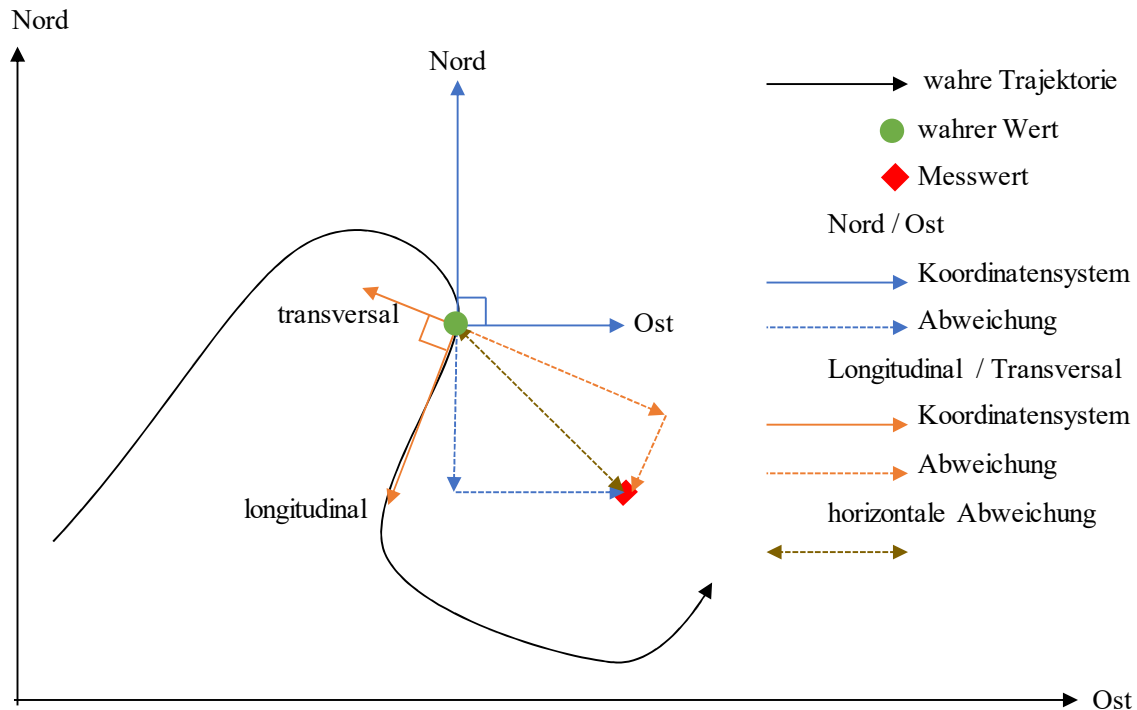 Nord
Nord
wahre Trajektorie
wahrer Wert
Messwert
Nord / Ost
Koordinatensystem
transversal
Ost
Abweichung
Longitudinal / Transversal
Koordinatensystem
Abweichung
longitudinal
horizontale Abweichung
Ost